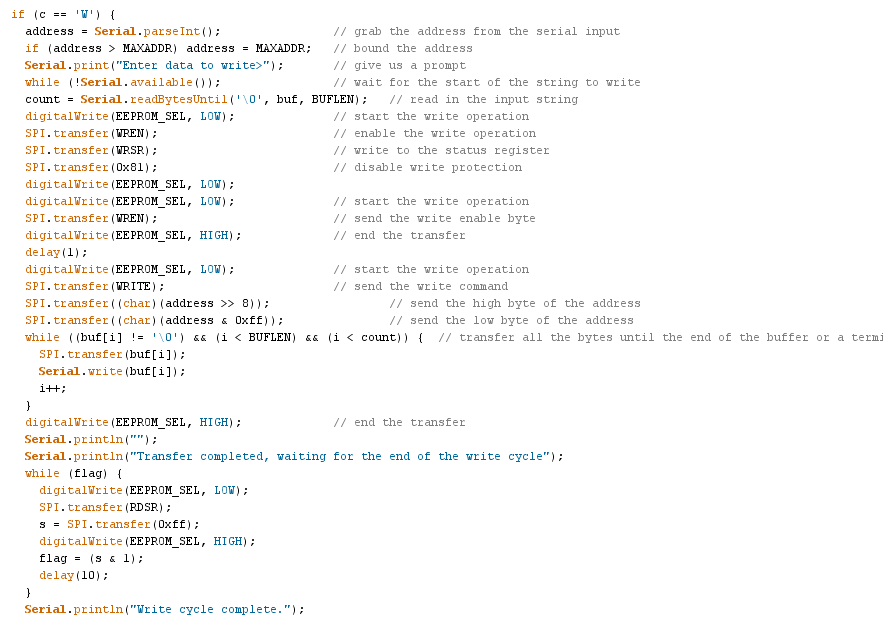 if (c == 'W') {
  address = Serial.parseInt();                // grab the address from the serial input
  if (address > MAXADDR) address = MAXADDR;   // bound the address
  Serial.print("Enter data to write>");       // give us a prompt
  while (!Serial.available());                // wait for the start of the string to write
  count = Serial.readBytesUntil('\0', buf, BUFLEN);   // read in the input string
  digitalWrite(EEPROM_SEL, LOW);              // start the write operation
  SPI.transfer(WREN);                         // enable the write operation
  SPI.transfer(WRSR);                         // write to the status register
  SPI.transfer(0x81);                         // disable write protection
  digitalWrite(EEPROM_SEL, LOW);
  digitalWrite(EEPROM_SEL, LOW);              // start the write operation
  SPI.transfer(WREN);                         // send the write enable byte
  digitalWrite(EEPROM_SEL, HIGH);             // end the transfer
  delay(1);
  digitalWrite(EEPROM_SEL, LOW);              // start the write operation
  SPI.transfer(WRITE);                        // send the write command
  SPI.transfer((char)(address >> 8));                 // send the high byte of the address
  SPI.transfer((char)(address & 0xff));               // send the low byte of the address
  while ((buf[i] != '\0') && (i < BUFLEN) && (i < count)) {  // transfer all the bytes until the end of the buffer or a termi
    SPI.transfer(buf[i]);
    Serial.write(buf[i]);
    i++;
  }
  digitalWrite(EEPROM_SEL, HIGH);             // end the transfer
  Serial.println("");
  Serial.println("Transfer completed, waiting for the end of the write cycle");
  while (flag) {
    digitalWrite(EEPROM_SEL, LOW);
    SPI.transfer(RDSR);
    s = SPI.transfer(0xff);
    digitalWrite(EEPROM_SEL, HIGH);
    flag = (s & 1);
    delay(10);
  }
  Serial.println("Write cycle complete.");